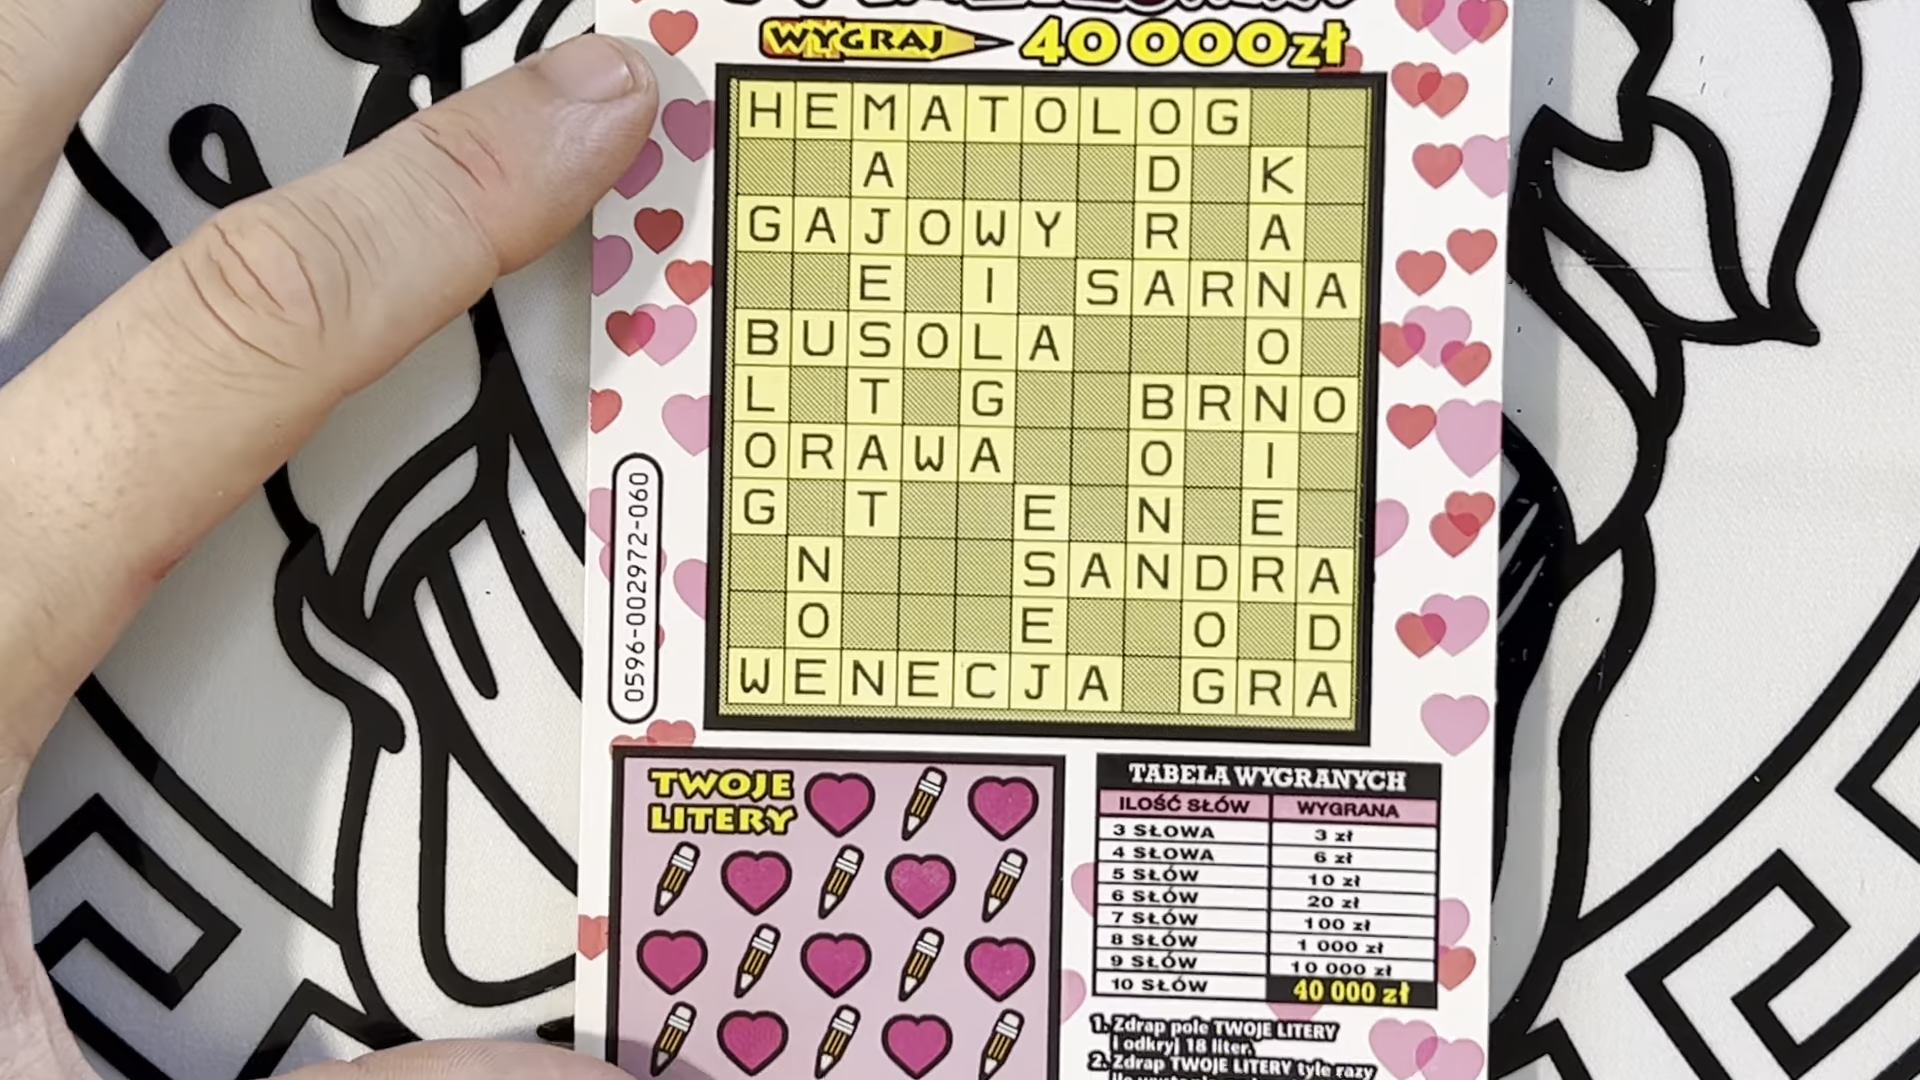 WYGRAJ 40 000 zł
HEMATOLOG
A D K
GAJOWY R A
E I SARNA
BUSOLA O
L T G BRNO
ORAWA O I
G T E N E
N SANDRA
O E O D
WENECJA GRA
0596-002972-060
TWOJE
LITERY
TABELA WYGRANYCH
ILOŚĆ SŁÓW WYGRANA
3 SŁOWA 3 zł
4 SŁOWA 6 zł
5 SŁÓW 10 zł
6 SŁÓW 20 zł
7 SŁÓW 100 zł
8 SŁÓW 1 000 zł
9 SŁÓW 10 000 zł
10 SŁÓW 40 000 zł
1. Zdrap pole TWOJE LITERY
i odkryj 18 liter.
2. Zdrap TWOJE LITERY tyle razy